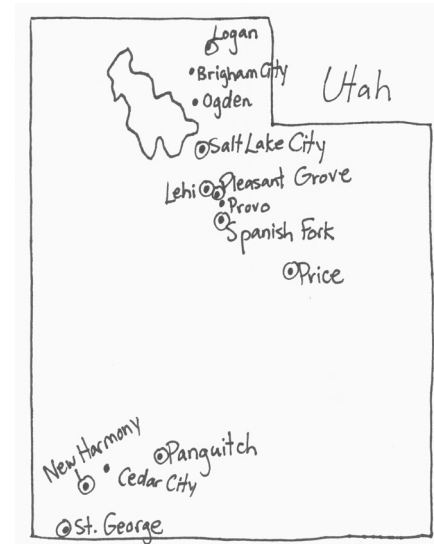 Logan
Brigham City
Utah
Ogden
Salt Lake City
Lehi
Pleasant Grove
Provo
Spanish Fork
Price
New Harmony
Panguitch
Cedar City
St. George